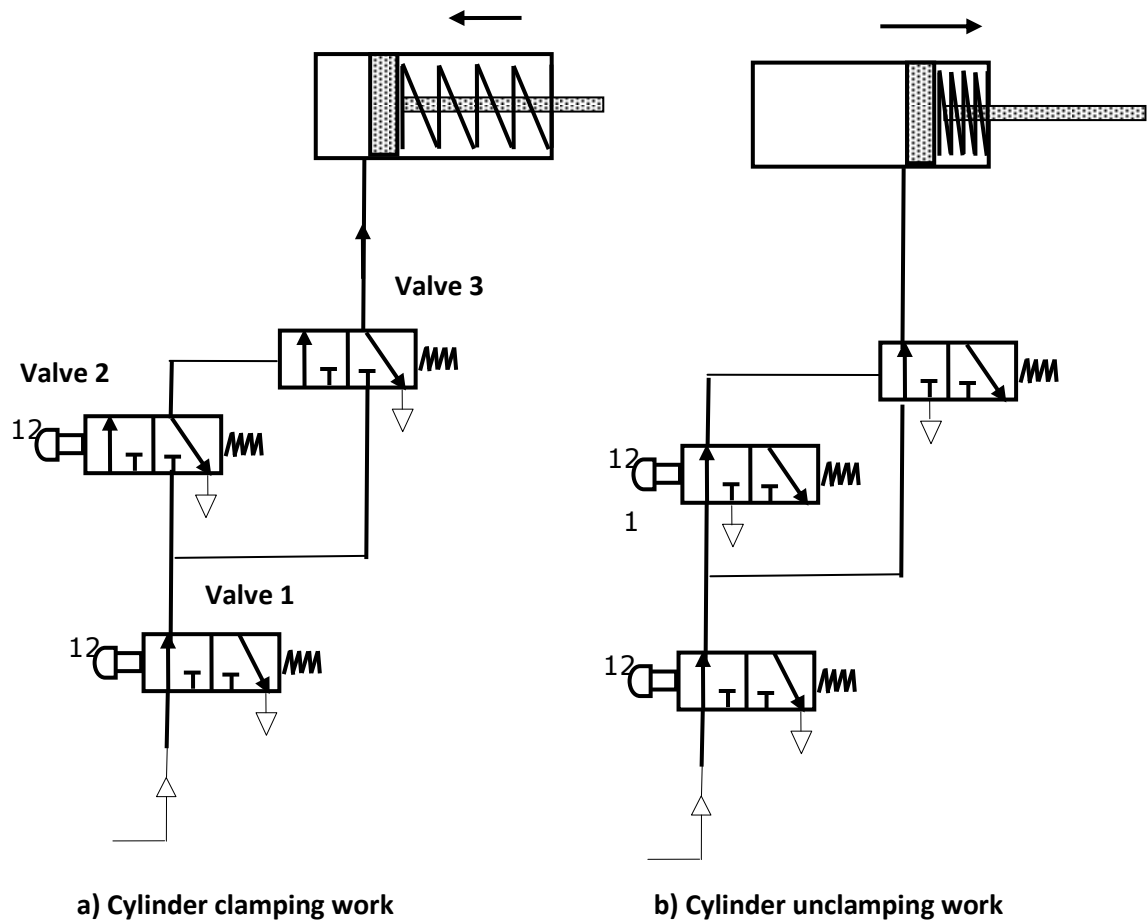 Valve 3
Valve 2
12
12
1
Valve 1
12
12
a) Cylinder clamping work
b) Cylinder unclamping work